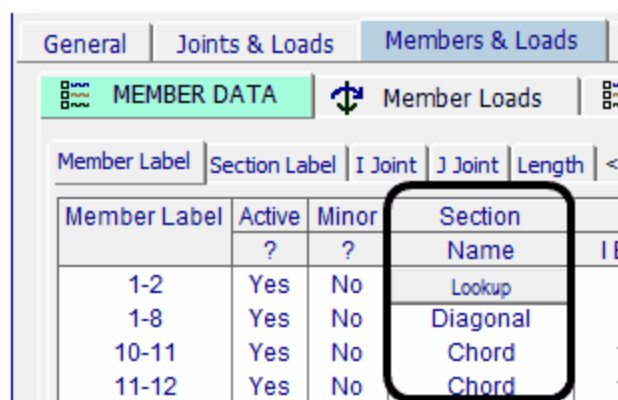 General Joints & Loads Members & Loads
MEMBER DATA Member Loads
Member Label Section Label I Joint J Joint Length <
Member Label Active Minor Section
? ? Name I
1-2 Yes No Lookup
1-8 Yes No Diagonal
10-11 Yes No Chord
11-12 Yes No Chord